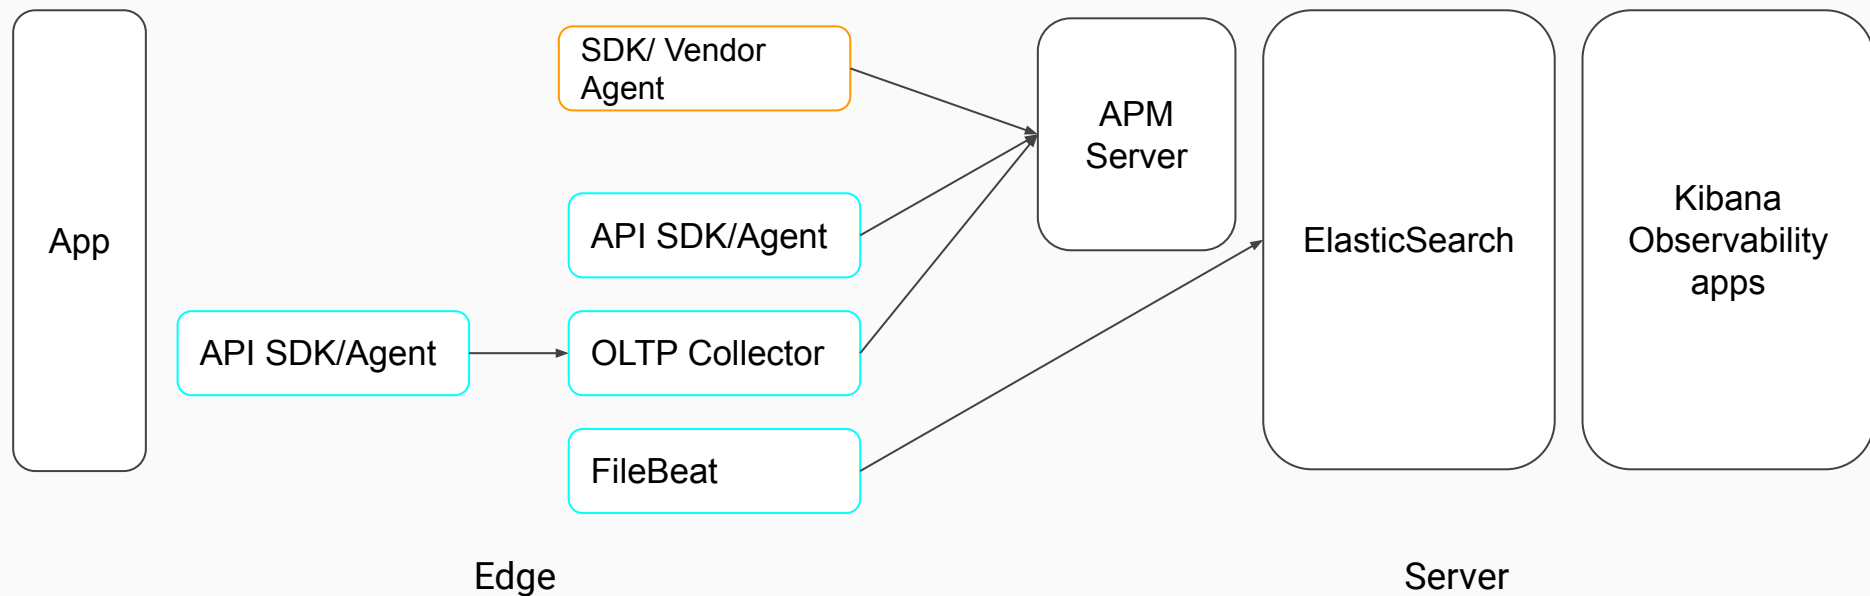 App
SDK/ Vendor
Agent
API SDK/Agent
API SDK/Agent
OLTP Collector
FileBeat
APM
Server
ElasticSearch
Kibana
Observability
apps
Edge
Server